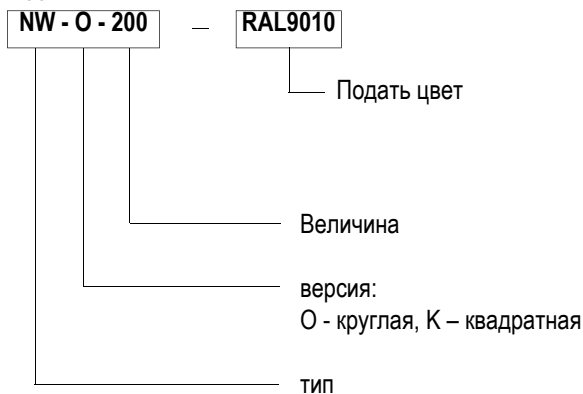 NW - O - 200 – RAL9010
Подать цвет
Величина
версия:
О - круглая, К – квадратная
тип